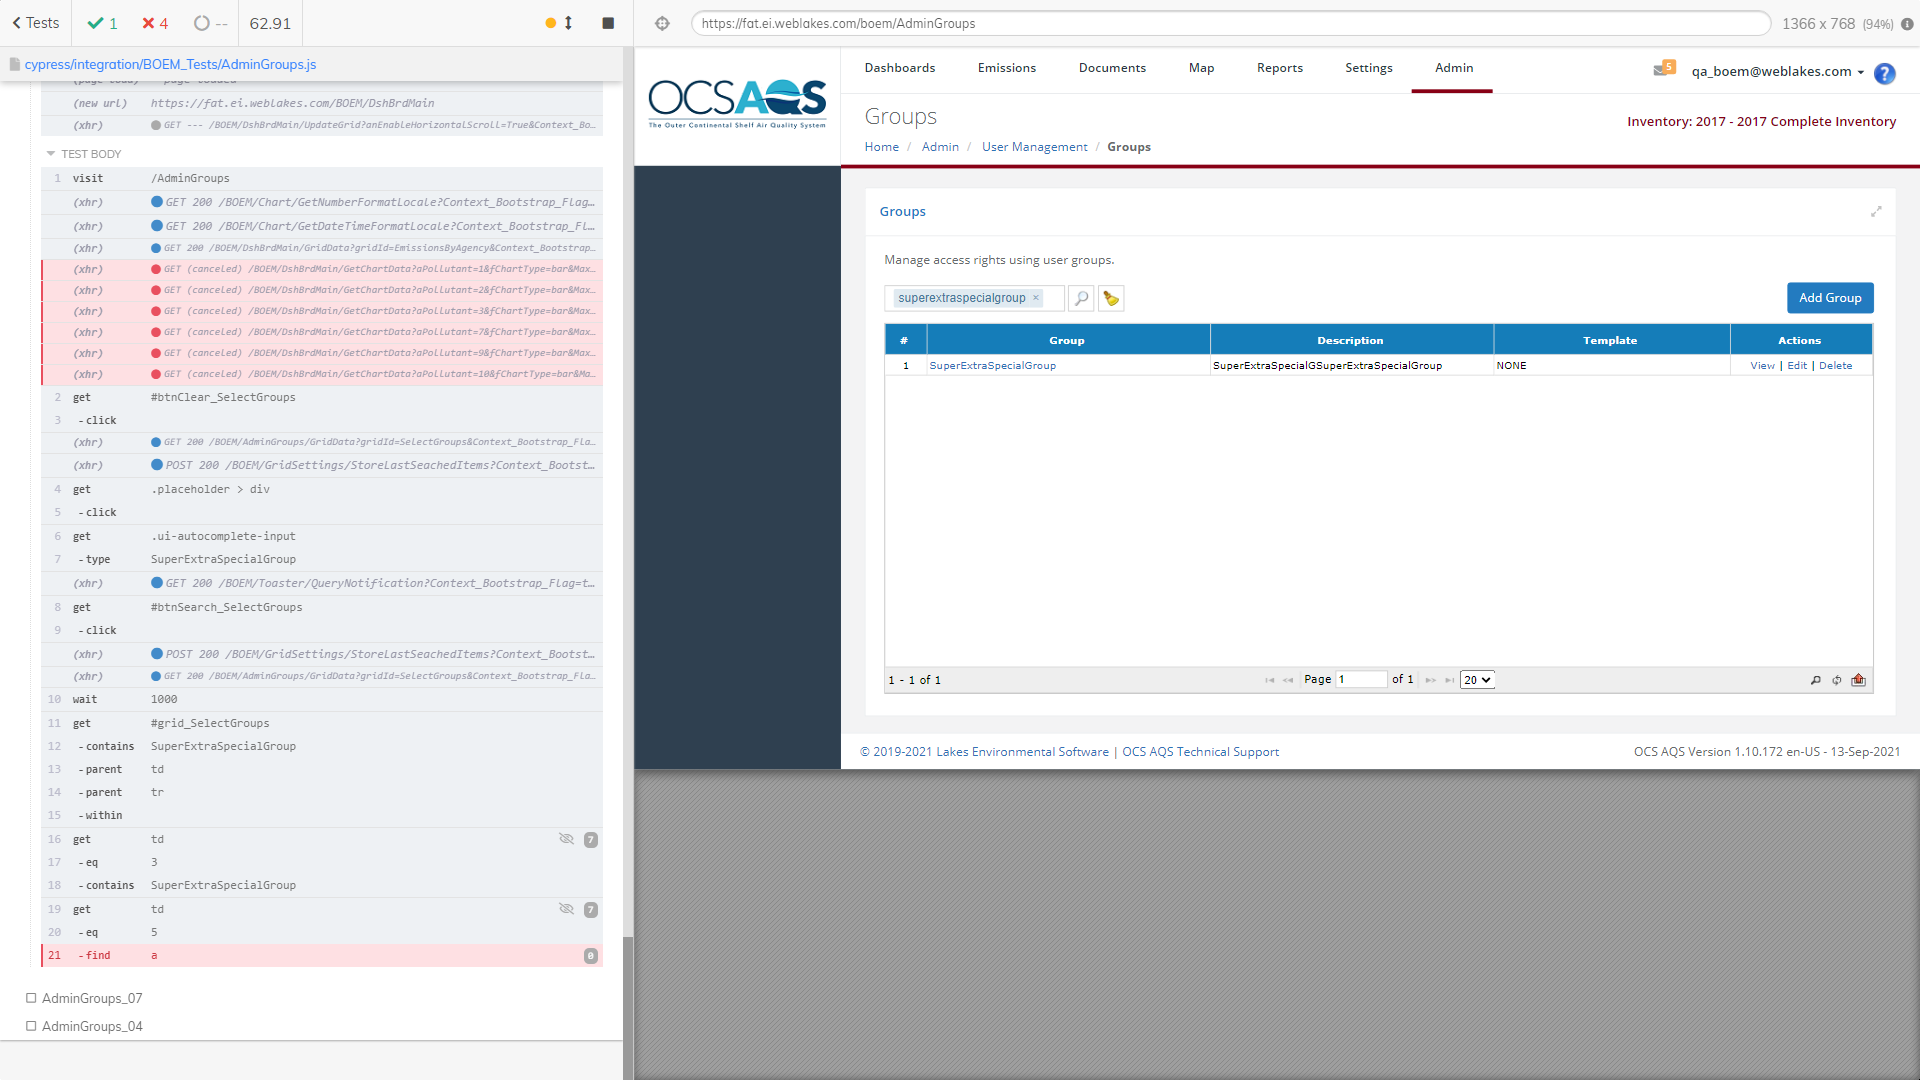 Tests
1
4
--
62.91
cypress/integration/BOEM_Tests/AdminGroups.js
(new url) https://fat.ei.weblakes.com/BOEM/DshBrdMain
(xhr) GET --- /BOEM/DshBrdMain/UpdateGrid?anEnableHorizontalScroll=True&Context_Bo...
TEST BODY
1 visit /AdminGroups
(xhr) GET 200 /BOEM/Chart/GetNumberFormatLocale?Context_Bootstrap_Flag...
(xhr) GET 200 /BOEM/Chart/GetDateTimeFormatLocale?Context_Bootstrap_Fl...
(xhr) GET 200 /BOEM/DshBrdMain/GridData?gridId=EmissionsByAgency&Context_Bootstrap...
(xhr) GET (canceled) /BOEM/DshBrdMain/GetChartData?aPollutant=1&fChartType=bar&Max...
(xhr) GET (canceled) /BOEM/DshBrdMain/GetChartData?aPollutant=2&fChartType=bar&Max...
(xhr) GET (canceled) /BOEM/DshBrdMain/GetChartData?aPollutant=3&fChartType=bar&Max...
(xhr) GET (canceled) /BOEM/DshBrdMain/GetChartData?aPollutant=7&fChartType=bar&Max...
(xhr) GET (canceled) /BOEM/DshBrdMain/GetChartData?aPollutant=9&fChartType=bar&Max...
(xhr) GET (canceled) /BOEM/DshBrdMain/GetChartData?aPollutant=10&fChartType=bar&Ma...
2 get #btnClear_SelectGroups
3 -click
(xhr) GET 200 /BOEM/AdminGroups/GridData?gridId=SelectGroups&Context_Bootstrap_Fla...
(xhr) POST 200 /BOEM/GridSettings/StoreLastSeachedItems?Context_Bootst...
4 get .placeholder > div
5 -click
6 get .ui-autocomplete-input
7 -type SuperExtraSpecialGroup
(xhr) GET 200 /BOEM/Toaster/QueryNotification?Context_Bootstrap_Flag=t...
8 get #btnSearch_SelectGroups
9 -click
(xhr) POST 200 /BOEM/GridSettings/StoreLastSeachedItems?Context_Bootst...
(xhr) GET 200 /BOEM/AdminGroups/GridData?gridId=SelectGroups&Context_Bootstrap_Fla...
10 wait 1000
11 get #grid_SelectGroups
12 -contains SuperExtraSpecialGroup
13 -parent td
14 -parent tr
15 -within
16 get td 7
17 -eq 3
18 -contains SuperExtraSpecialGroup
19 get td 7
20 -eq 5
21 -find a 0
AdminGroups_07
AdminGroups_04
https://fat.ei.weblakes.com/boem/AdminGroups
1366 x 768 (94%)
OCSAQS
The Outer Continental Shelf Air Quality System
Dashboards Emissions Documents Map Reports Settings Admin
5
qa_boem@weblakes.com
?
Groups
Inventory: 2017 - 2017 Complete Inventory
Home / Admin / User Management / Groups
Groups
Manage access rights using user groups.
superextraspecialgroup ×
Add Group
# Group Description Template Actions
1 SuperExtraSpecialGroup SuperExtraSpecialGSuperExtraSpecialGroup NONE View | Edit | Delete
1 - 1 of 1
Page 1 of 1
20
© 2019-2021 Lakes Environmental Software | OCS AQS Technical Support
OCS AQS Version 1.10.172 en-US - 13-Sep-2021